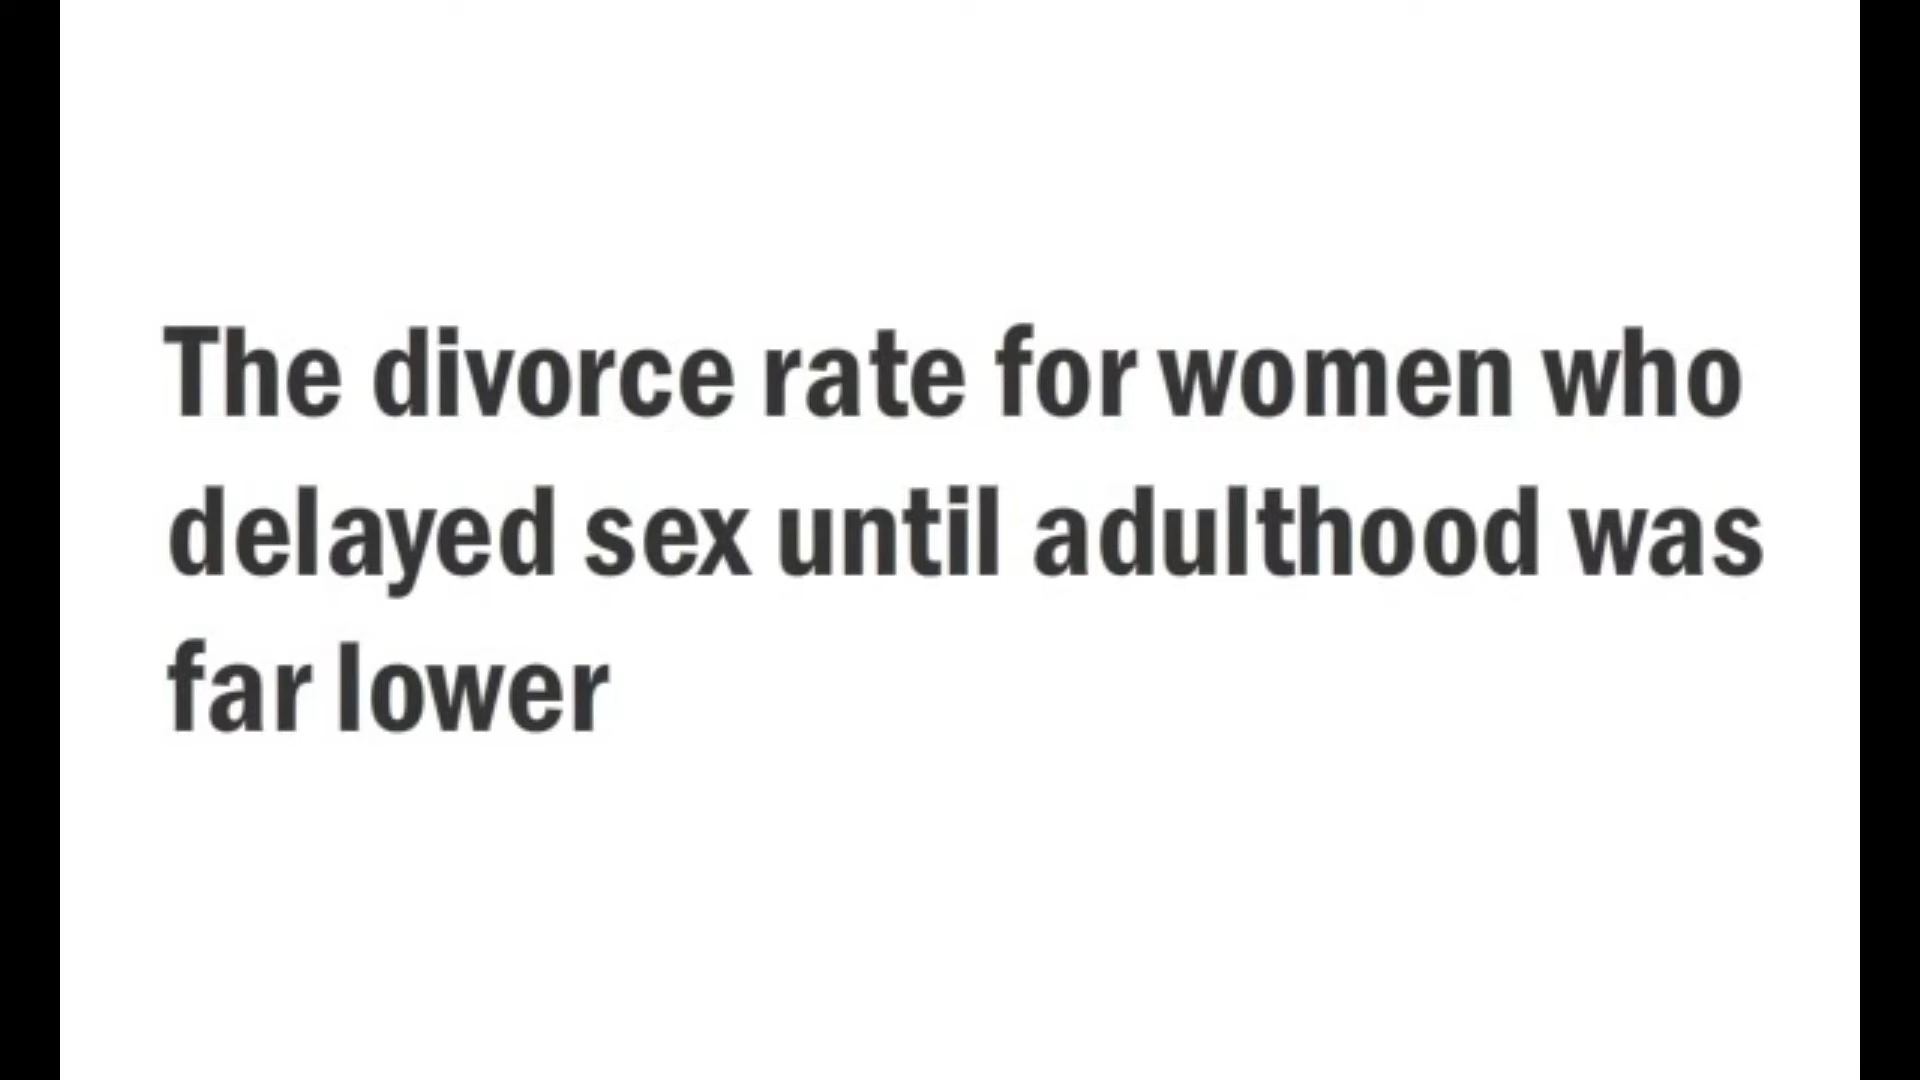 The divorce rate for women who
delayed sex until adulthood was
far lower